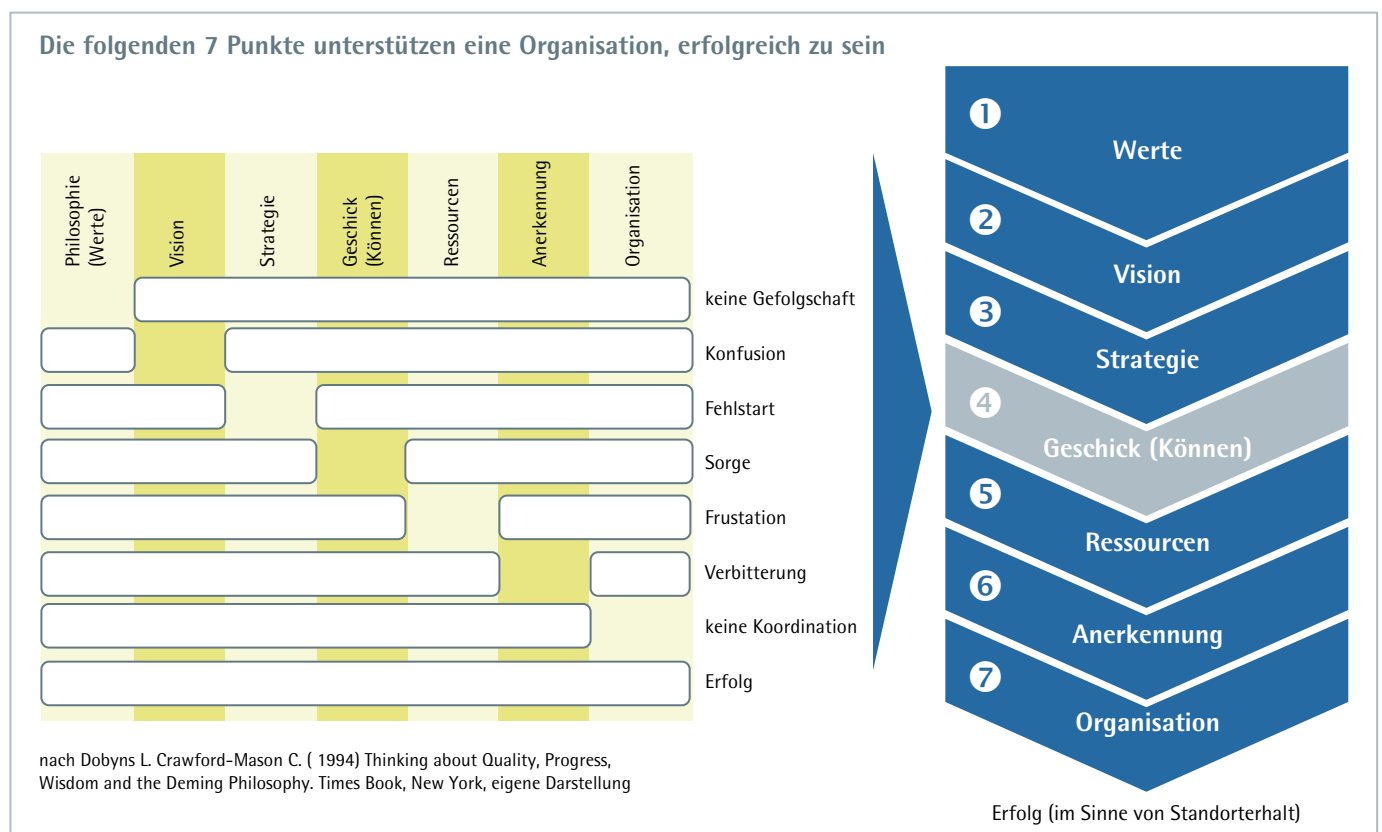 Die folgenden 7 Punkte unterstützen eine Organisation, erfolgreich zu sein
Philosophie
(Werte)
Vision
Strategie
Geschick
(Können)
Ressourcen
Anerkennung
Organisation
keine Gefolgschaft
Konfusion
Fehlstart
Sorge
Frustation
Verbitterung
keine Koordination
Erfolg
nach Dobyns L. Crawford-Mason C. ( 1994) Thinking about Quality, Progress,
Wisdom and the Deming Philosophy. Times Book, New York, eigene Darstellung
1
Werte
2
Vision
3
Strategie
4
Geschick (Können)
5
Ressourcen
6
Anerkennung
7
Organisation
Erfolg (im Sinne von Standorterhalt)